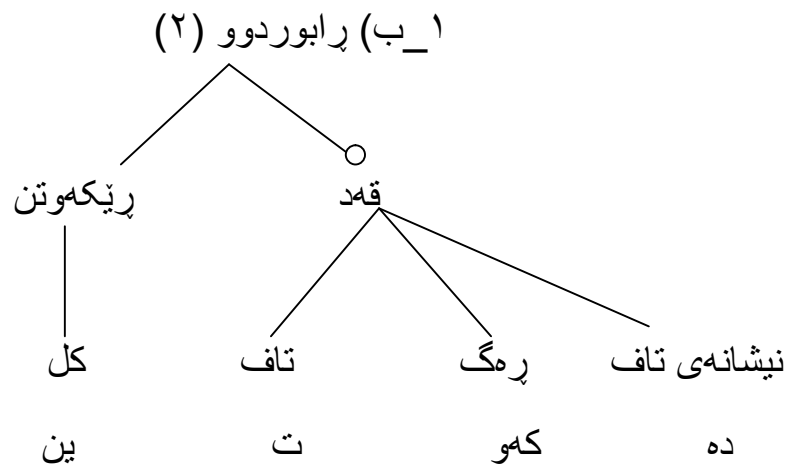 ١_ب) ڕابوردوو (٢)
قەد ڕێکەوتن
نیشانەی تاف ڕەگ تاف کل
دە کەو ت ین